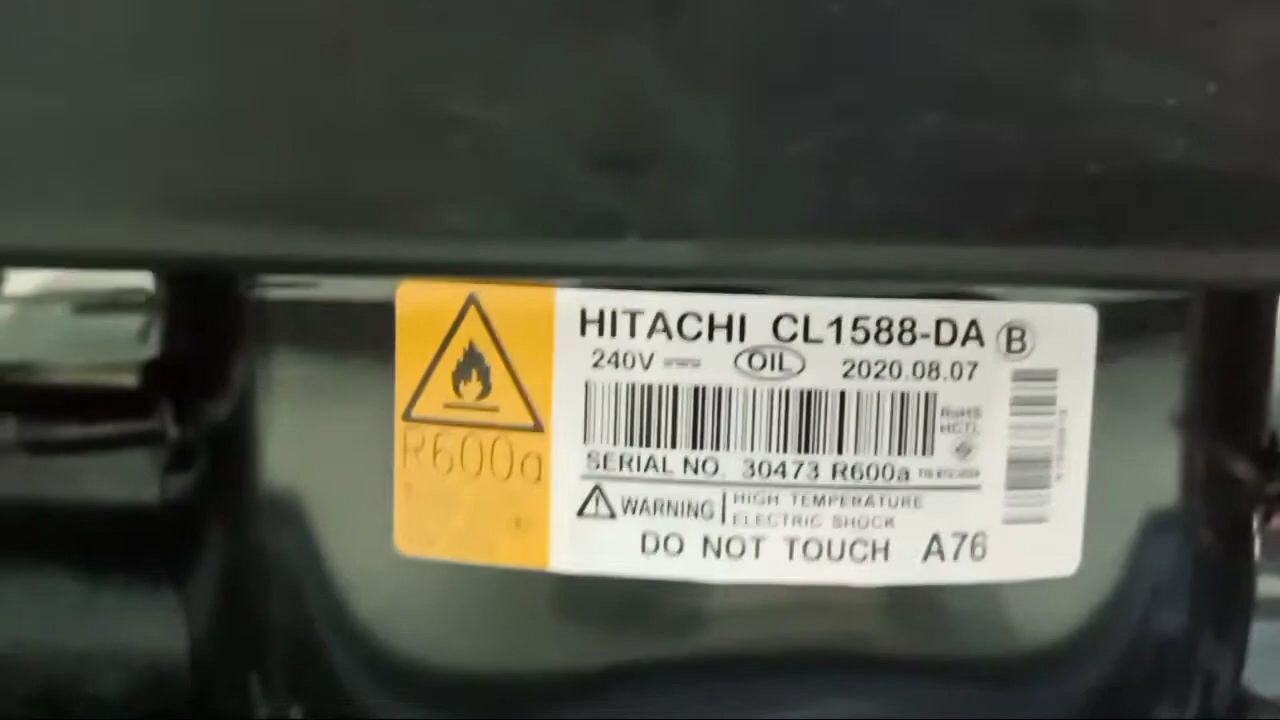 R600a
HITACHI CL1588-DA B
240V ⎓ OIL 2020.08.07
RoHS
SERIAL NO. 30473 R600a
WARNING HIGH TEMPERATURE
ELECTRIC SHOCK
DO NOT TOUCH A76